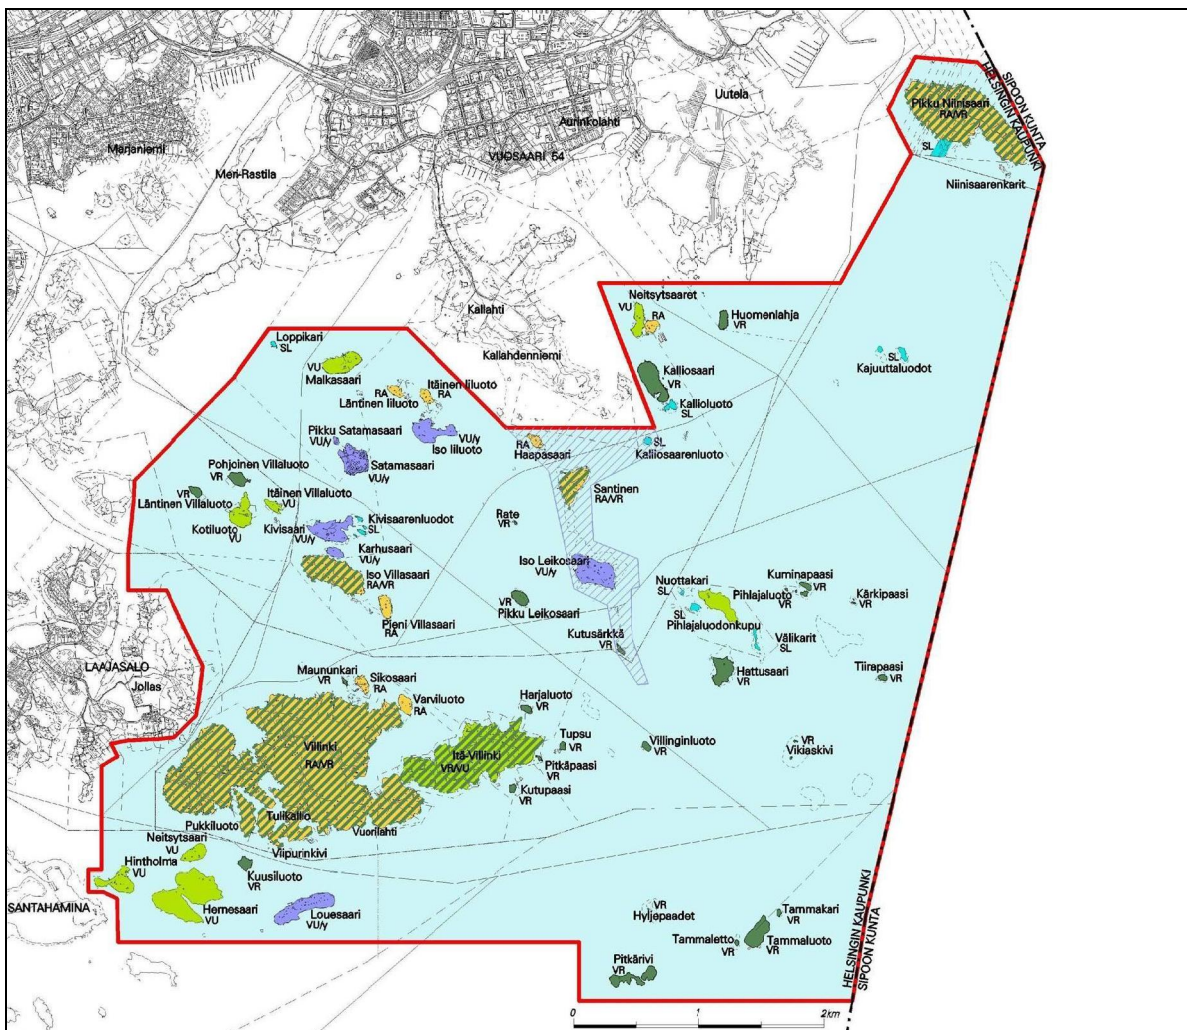 SIPOON KUNTA
HELSINGIN KAUPUNKI
Pikku Niinisaari
RA/VR
SL
Niinisaarenkarit
Uutela
Aurinkolahti
VUOSAARI 54
Marjaniemi
Meri-Rastila
Kallahti
Kallahdenniemi
Neitsytsaaret
VU
RA
Huomenlahja
VR
Kalliosaari
VR
Kallioluoto
SL
SL
Kajuuttaluodot
Loppikari
SL
VU
Malkasaari
Itäinen Iiluoto
RA
RA
Läntinen Iiluoto
VU/y
Iso Iiluoto
Pikku Satamasaari
VU/y
Satamasaari
VU/y
RA
Haapasaari
SL
Kalliosaarenluoto
Pohjoinen Villaluoto
VR
VR
Läntinen Villaluoto
Itäinen Villaluoto
VU
Kotiluoto
VU
Kivisaari
VU/y
Kivisaarenluodot
SL
Karhusaari
VU/y
Iso Villasaari
RA/VR
Pieni Villasaari
RA
Santinen
RA/VR
Rate
VR
Iso Leikosaari
VU/y
VR
Pikku Leikosaari
Kutusärkkä
VR
Nuottakari
SL
SL
Pihlajaluoto
Pihlajaluodonkupu
Kuminapaasi
VR
VR
Kärkipaasi
VR
Välikarit
SL
Hattusaari
VR
Tiirapaasi
VR
LAAJASALO
Jollas
Maununkari
VR
Sikosaari
RA
Varviluoto
RA
Harjaluoto
VR
Villinki
RA/VR
Itä-Villinki
VR/VU
Tupsu
VR
Pitkäpaasi
VR
Kutupaasi
VR
Villinginluoto
VR
VR
Vikiaskivi
Pukkiluoto
Tulikallio
Vuorilahti
Viipurinkivi
Neitsytsaari
VU
Hintholma
VU
Kuusiluoto
VR
SANTAHAMINA
Hernesaari
VU
Louesaari
VU/y
VR
Hyljepaadet
Tammakari
VR
Tammaletto
VR
Tammaluoto
VR
Pitkärivi
VR
HELSINGIN KAUPUNKI
SIPOON KUNTA
0 1 2km